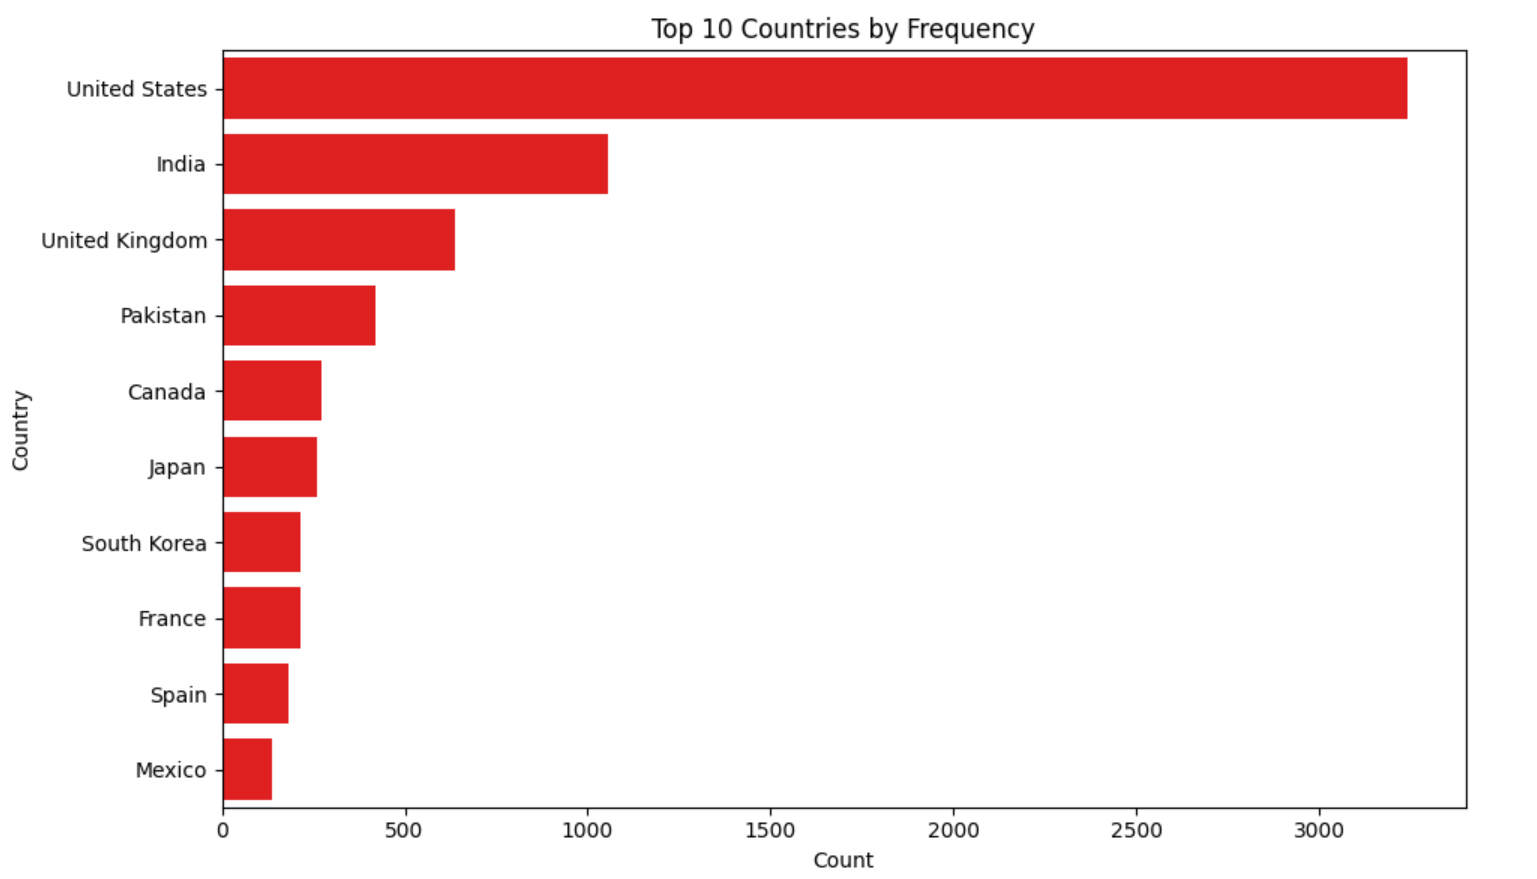 Top 10 Countries by Frequency
United States
India
United Kingdom
Pakistan
Canada
Japan
South Korea
France
Spain
Mexico
Country
0 500 1000 1500 2000 2500 3000
Count